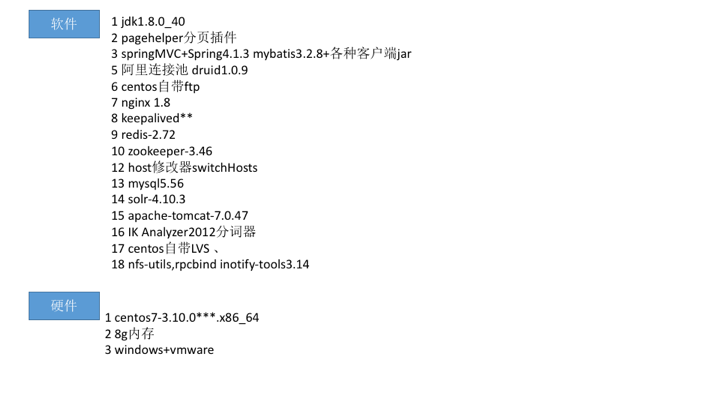 软件
1 jdk1.8.0_40
2 pagehelper分页插件
3 springMVC+Spring4.1.3 mybatis3.2.8+各种客户端jar
5 阿里连接池 druid1.0.9
6 centos自带ftp
7 nginx 1.8
8 keepalived**
9 redis-2.72
10 zookeeper-3.46
12 host修改器switchHosts
13 mysql5.56
14 solr-4.10.3
15 apache-tomcat-7.0.47
16 IK Analyzer2012分词器
17 centos自带LVS 、
18 nfs-utils,rpcbind inotify-tools3.14
硬件
1 centos7-3.10.0***.x86_64
2 8g内存
3 windows+vmware